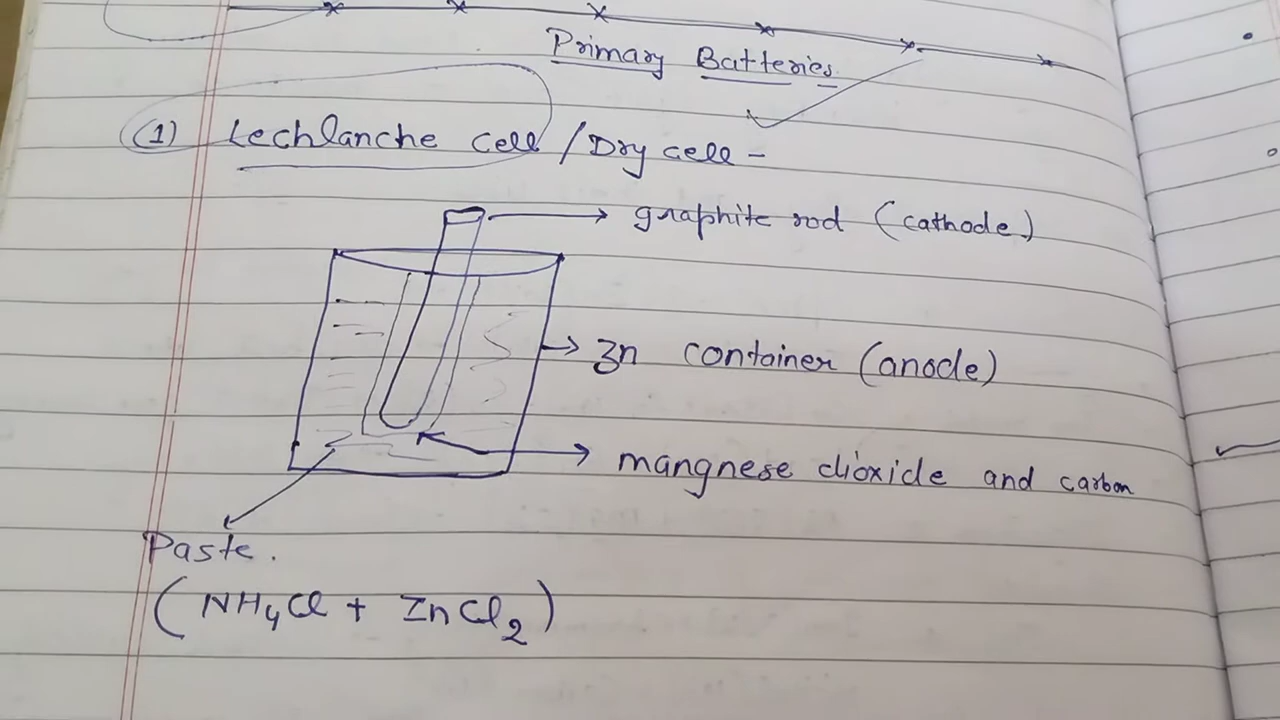 Primary Batteries
(1) Lechlanche cell / Dry cell -
graphite rod (cathode)
Zn container (anode)
mangnese dioxide and carbon
Paste.
(NH4Cl + ZnCl2)